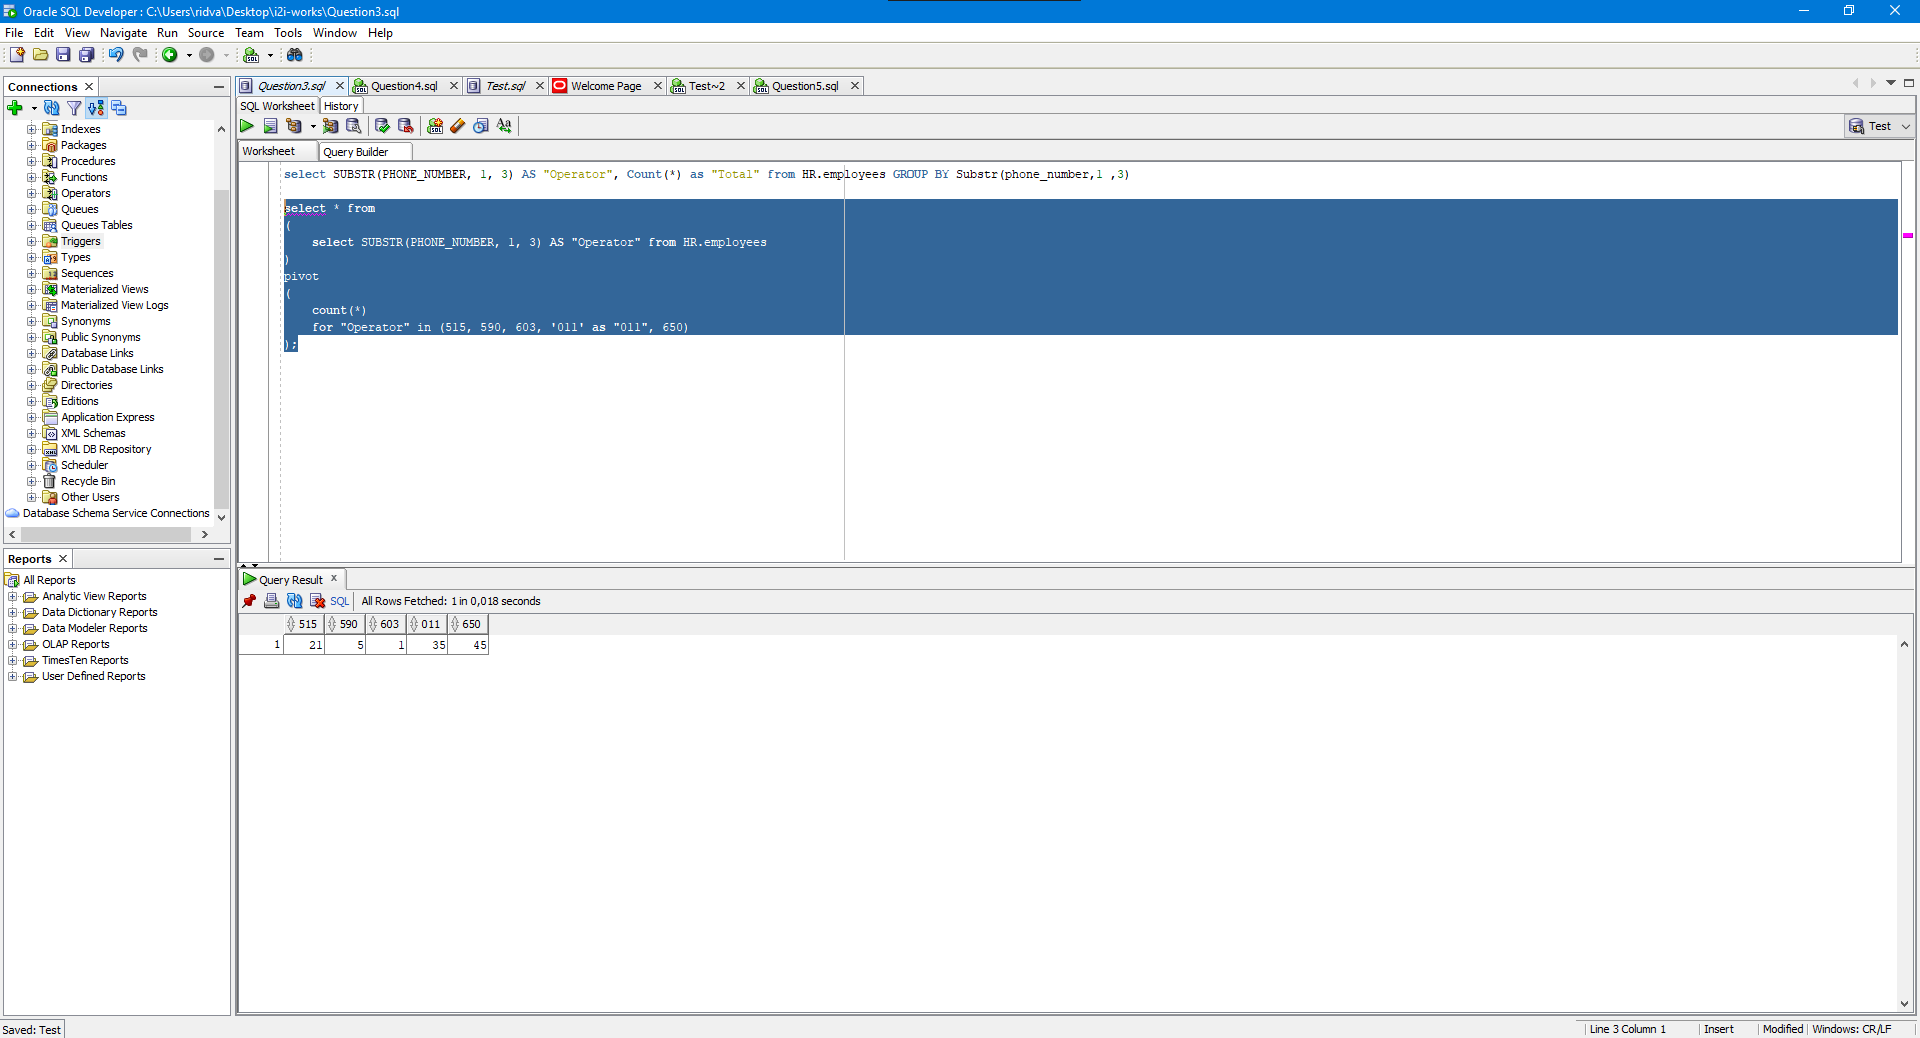 Oracle SQL Developer : C:\Users\ridva\Desktop\i2i-works\Question3.sql
File Edit View Navigate Run Source Team Tools Window Help
Connections
Indexes
Packages
Procedures
Functions
Operators
Queues
Queues Tables
Triggers
Types
Sequences
Materialized Views
Materialized View Logs
Synonyms
Public Synonyms
Database Links
Public Database Links
Directories
Editions
Application Express
XML Schemas
XML DB Repository
Scheduler
Recycle Bin
Other Users
Database Schema Service Connections
Reports
All Reports
Analytic View Reports
Data Dictionary Reports
Data Modeler Reports
OLAP Reports
TimesTen Reports
User Defined Reports
Question3.sql Question4.sql Test.sql Welcome Page Test~2 Question5.sql
SQL Worksheet History
Aa
Test
Worksheet Query Builder
select SUBSTR(PHONE_NUMBER, 1, 3) AS "Operator", Count(*) as "Total" from HR.employees GROUP BY Substr(phone_number,1 ,3)
select * from
(
select SUBSTR(PHONE_NUMBER, 1, 3) AS "Operator" from HR.employees
)
pivot
(
count(*)
for "Operator" in (515, 590, 603, '011' as "011", 650)
);
Query Result
SQL All Rows Fetched: 1 in 0,018 seconds
515 590 603 011 650
1 21 5 1 35 45
Saved: Test
Line 3 Column 1 Insert Modified Windows: CR/LF